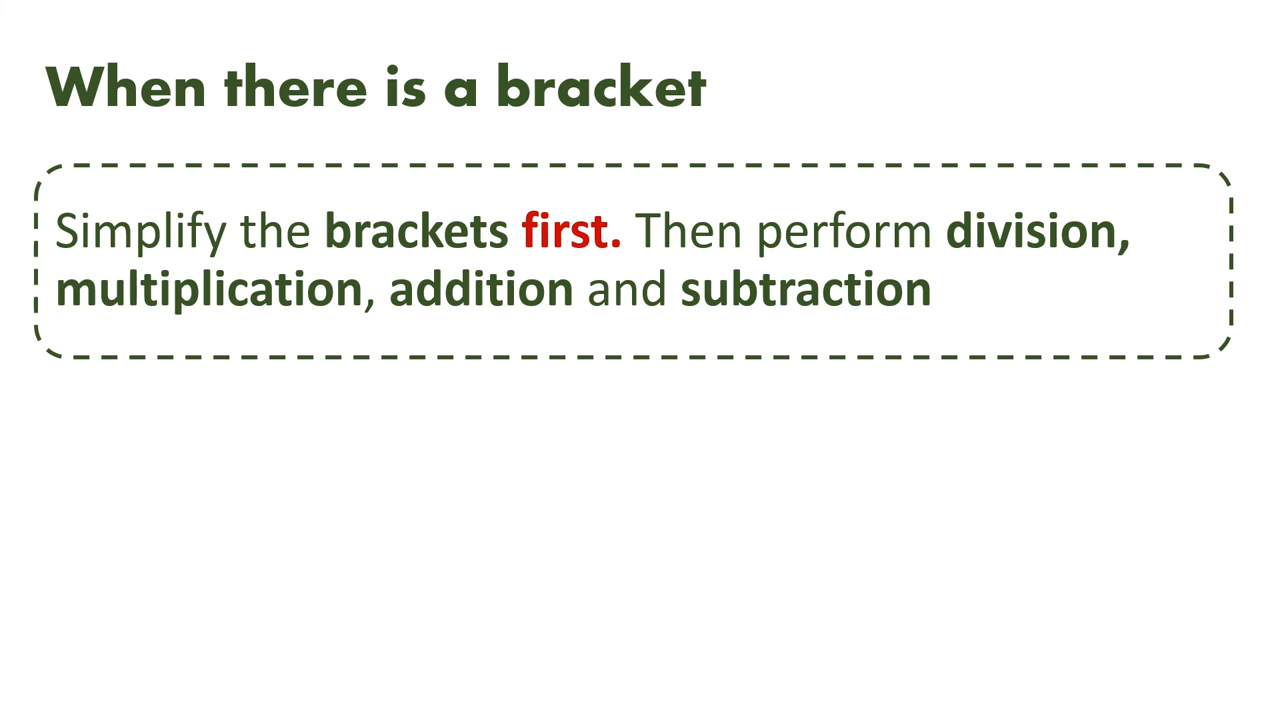 When there is a bracket
Simplify the brackets first. Then perform division,
multiplication, addition and subtraction